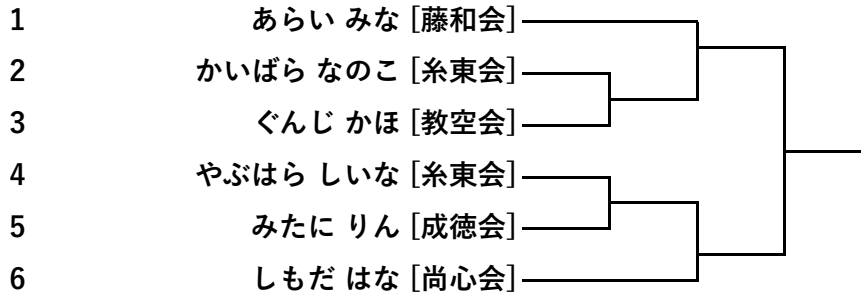 1 あらい みな [藤和会]
2 かいばら なのこ [糸東会]
3 ぐんじ かほ [教空会]
4 やぶはら しいな [糸東会]
5 みたに りん [成徳会]
6 しもだ はな [尚心会]